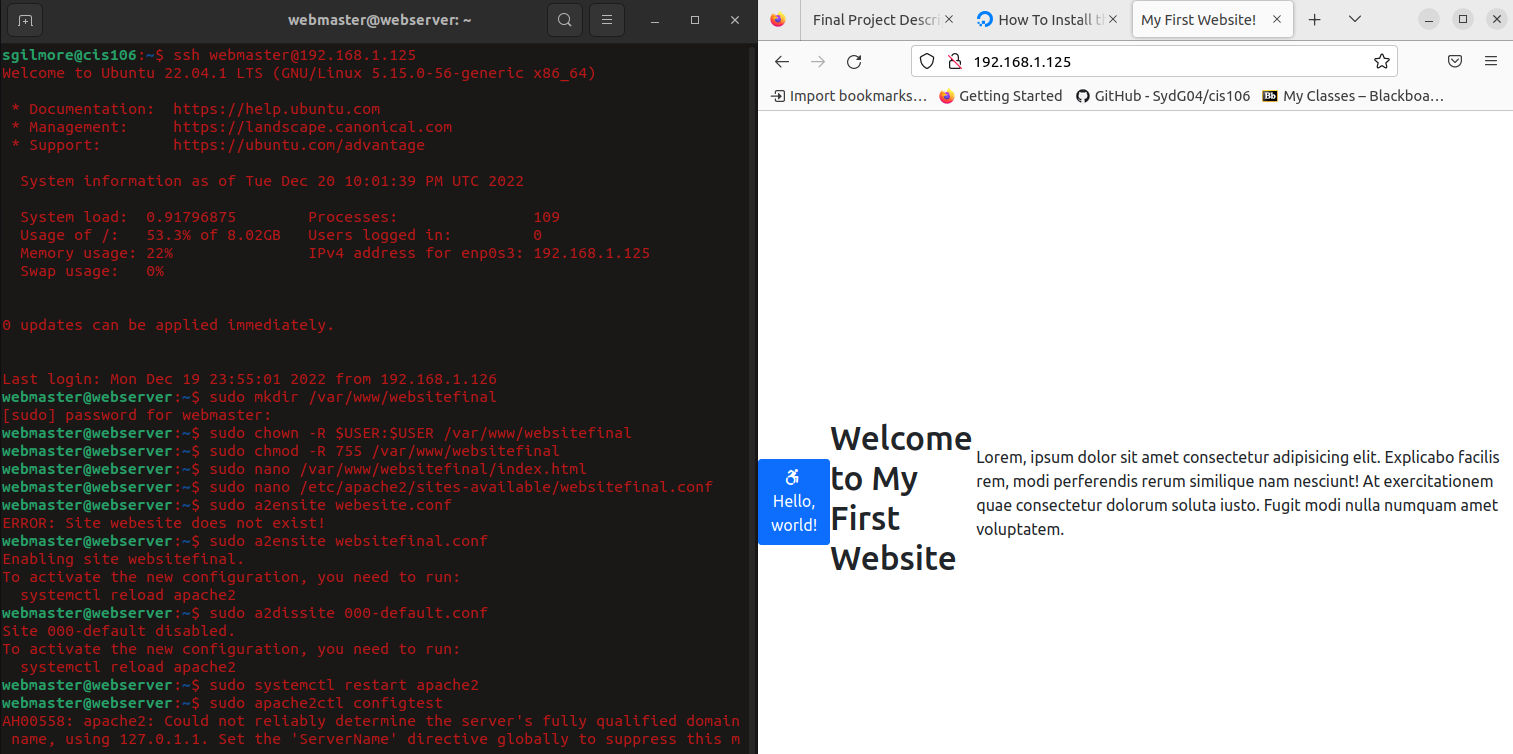 webmaster@webserver: ~
sgilmore@cis106:~$ ssh webmaster@192.168.1.125
Welcome to Ubuntu 22.04.1 LTS (GNU/Linux 5.15.0-56-generic x86_64)
* Documentation:  https://help.ubuntu.com
* Management:     https://landscape.canonical.com
* Support:        https://ubuntu.com/advantage
System information as of Tue Dec 20 10:01:39 PM UTC 2022
System load:  0.91796875        Processes:               109
Usage of /:   53.3% of 8.02GB   Users logged in:         0
Memory usage: 22%               IPv4 address for enp0s3: 192.168.1.125
Swap usage:   0%
0 updates can be applied immediately.
Last login: Mon Dec 19 23:55:01 2022 from 192.168.1.126
webmaster@webserver:~$ sudo mkdir /var/www/websitefinal
[sudo] password for webmaster:
webmaster@webserver:~$ sudo chown -R $USER:$USER /var/www/websitefinal
webmaster@webserver:~$ sudo chmod -R 755 /var/www/websitefinal
webmaster@webserver:~$ sudo nano /var/www/websitefinal/index.html
webmaster@webserver:~$ sudo nano /etc/apache2/sites-available/websitefinal.conf
webmaster@webserver:~$ sudo a2ensite webesite.conf
ERROR: Site webesite does not exist!
webmaster@webserver:~$ sudo a2ensite websitefinal.conf
Enabling site websitefinal.
To activate the new configuration, you need to run:
systemctl reload apache2
webmaster@webserver:~$ sudo a2dissite 000-default.conf
Site 000-default disabled.
To activate the new configuration, you need to run:
systemctl reload apache2
webmaster@webserver:~$ sudo systemctl restart apache2
webmaster@webserver:~$ sudo apache2ctl configtest
AH00558: apache2: Could not reliably determine the server's fully qualified domain
name, using 127.0.1.1. Set the 'ServerName' directive globally to suppress this m
Final Project Descri
How To Install t
My First Website!
192.168.1.125
Import bookmarks…
Getting Started
GitHub - SydG04/cis106
Bb
My Classes – Blackboa…
Hello,
world!
Welcome
to My
First
Website
Lorem, ipsum dolor sit amet consectetur adipisicing elit. Explicabo facilis
rem, modi perferendis rerum similique nam nesciunt! At exercitationem
quae consectetur dolorum soluta iusto. Fugit modi nulla numquam amet
voluptatem.